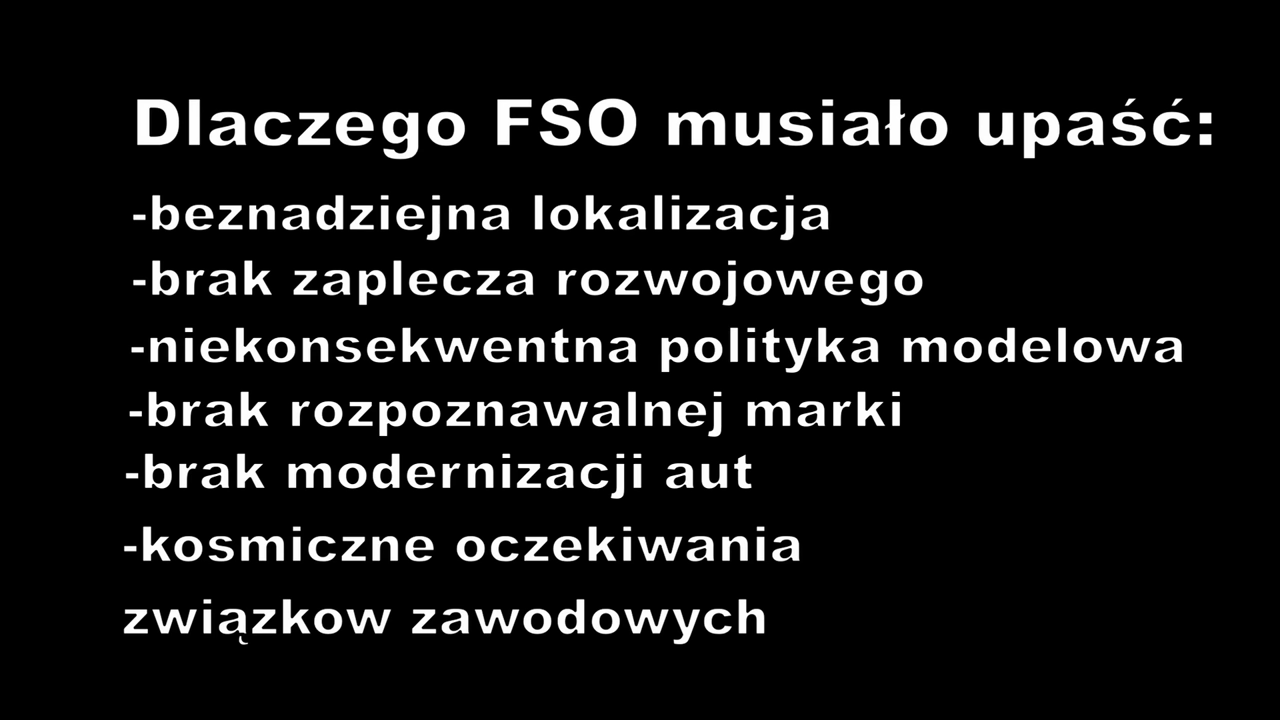 Dlaczego FSO musiało upaść:
-beznadziejna lokalizacja
-brak zaplecza rozwojowego
-niekonsekwentna polityka modelowa
-brak rozpoznawalnej marki
-brak modernizacji aut
-kosmiczne oczekiwania
związkow zawodowych